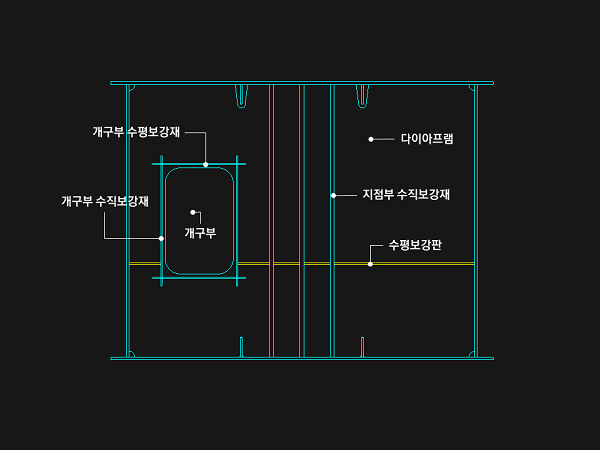 개구부 수평보강재
다이아프램
개구부 수직보강재
지점부 수직보강재
개구부
수평보강판